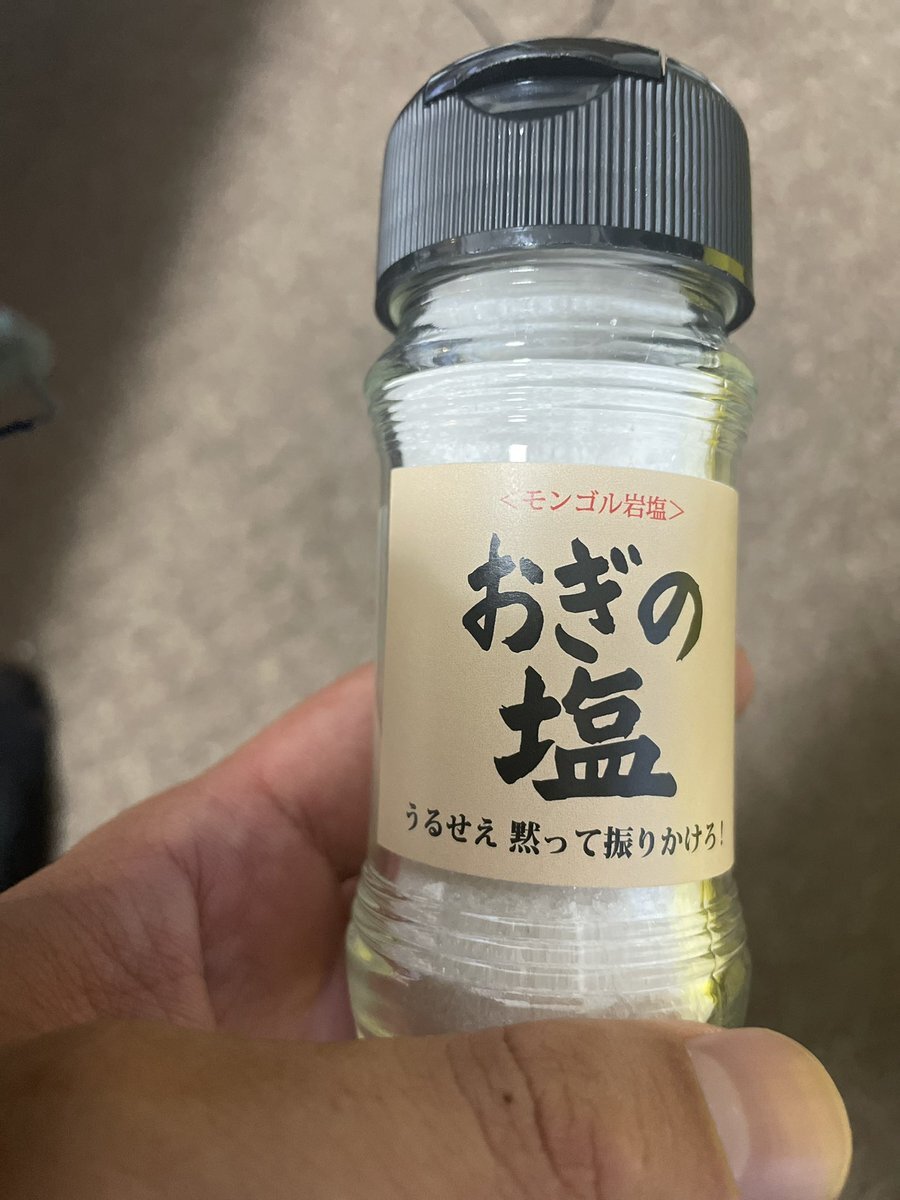 <モンゴル岩塩>
おぎの
塩
うるせえ 黙って振りかけろ!